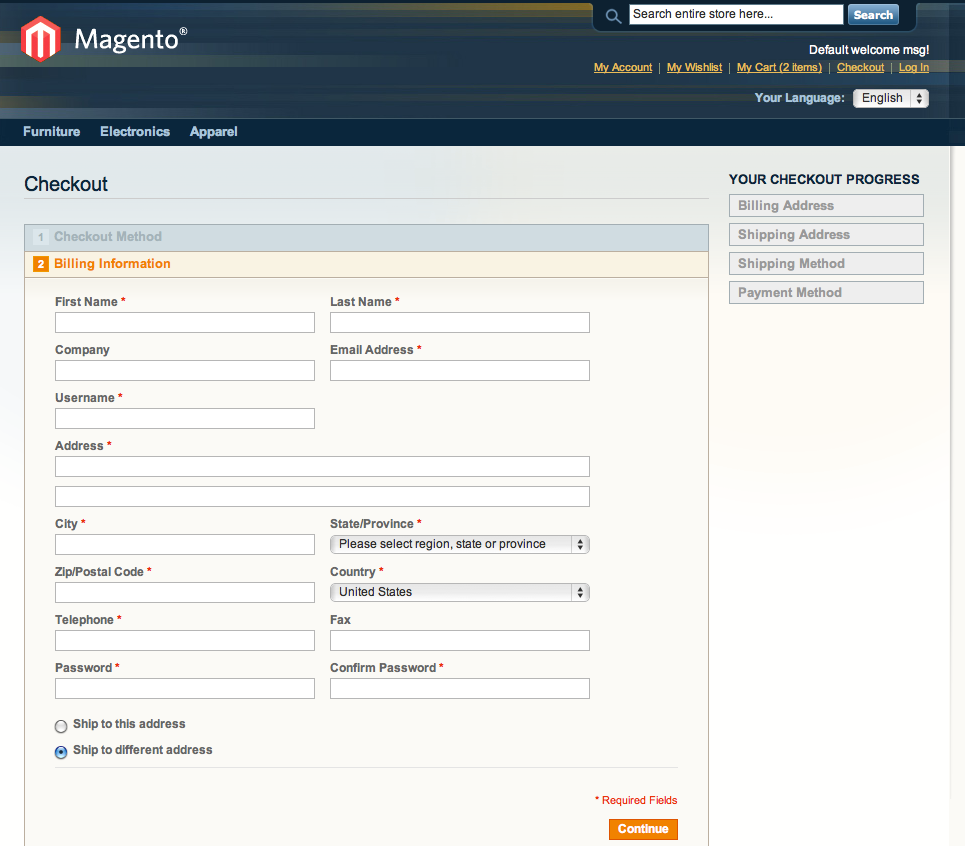 Search entire store here...
Search
Magento®
Default welcome msg!
My Account | My Wishlist | My Cart (2 items) | Checkout | Log In
Your Language: English
Furniture Electronics Apparel
Checkout
1 Checkout Method
2 Billing Information
First Name * Last Name *
Company Email Address *
Username *
Address *
City * State/Province *
Please select region, state or province
Zip/Postal Code * Country *
United States
Telephone * Fax
Password * Confirm Password *
Ship to this address
Ship to different address
* Required Fields
Continue
YOUR CHECKOUT PROGRESS
Billing Address
Shipping Address
Shipping Method
Payment Method